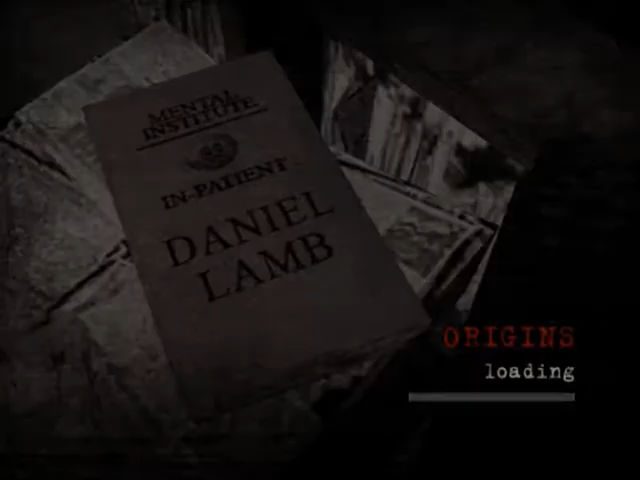 MENTAL
INSTITUTE
IN-PATIENT
DANIEL
LAMB
ORIGINS
loading